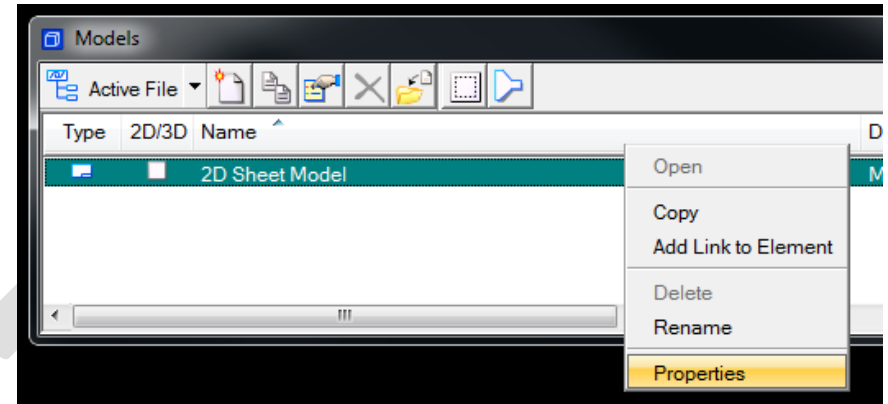 Models
Active File
Type 2D/3D Name D
2D Sheet Model M
Open
Copy
Add Link to Element
Delete
Rename
Properties